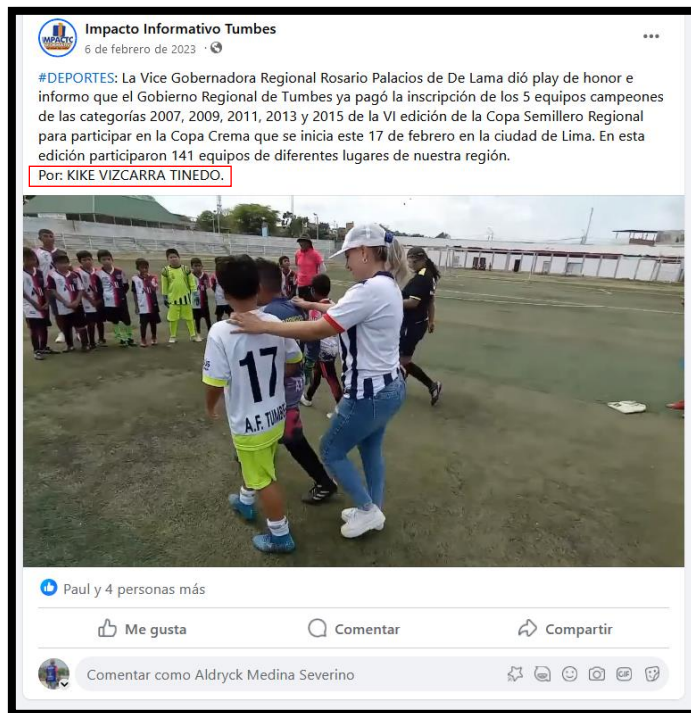 IMPACTO
Impacto Informativo Tumbes
6 de febrero de 2023 ·
#DEPORTES: La Vice Gobernadora Regional Rosario Palacios de De Lama dió play de honor e
informo que el Gobierno Regional de Tumbes ya pagó la inscripción de los 5 equipos campeones
de las categorías 2007, 2009, 2011, 2013 y 2015 de la VI edición de la Copa Semillero Regional
para participar en la Copa Crema que se inicia este 17 de febrero en la ciudad de Lima. En esta
edición participaron 141 equipos de diferentes lugares de nuestra región.
Por: KIKE VIZCARRA TINEDO.
17
A.F. TUMBE
Paul y 4 personas más
Me gusta
Comentar
Compartir
Comentar como Aldryck Medina Severino
GIF